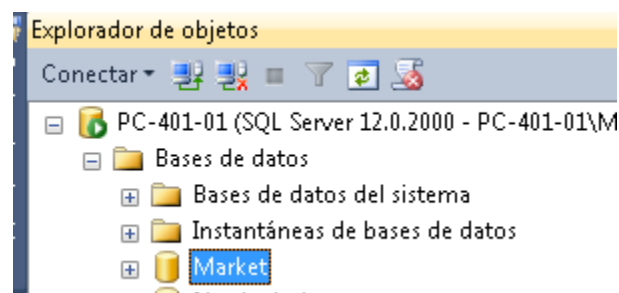 Explorador de objetos
Conectar
PC-401-01 (SQL Server 12.0.2000 - PC-401-01\M
Bases de datos
Bases de datos del sistema
Instantáneas de bases de datos
Market